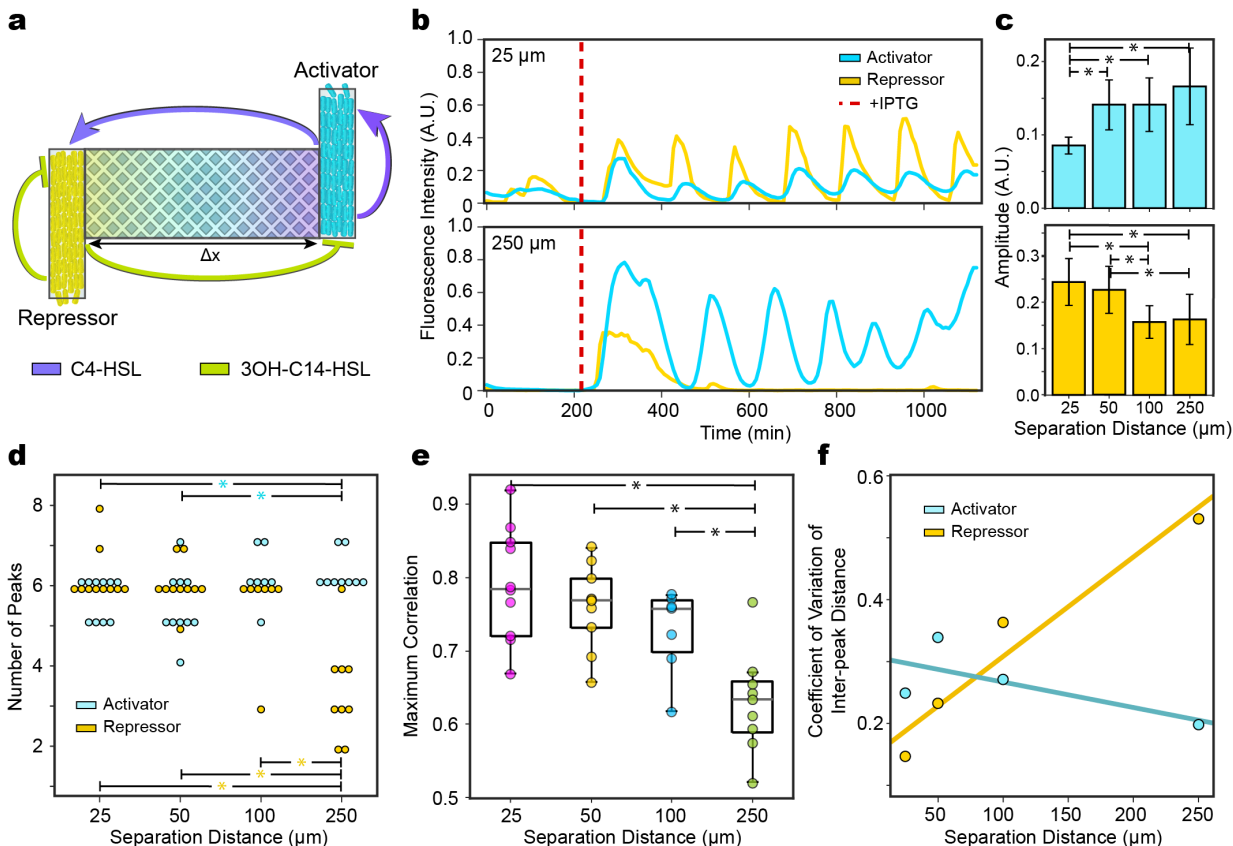 a
Activator
Δx
Repressor
C4-HSL
3OH-C14-HSL
b
Fluorescence Intensity (A.U.)
1.0
0.8
0.6
0.4
0.2
0
25 µm
Activator
Repressor
+IPTG
1.0
0.8
0.6
0.4
0.2
0
250 µm
0
200
400
600
800
1000
Time (min)
c
Amplitude (A.U.)
0.2
0.1
0.0
*
*
*
0.3
0.2
0.1
0.0
*
*
*
*
25
50
100
250
Separation Distance (µm)
d
Number of Peaks
8
6
4
2
*
*
Activator
Repressor
*
*
*
25
50
100
250
Separation Distance (µm)
e
Maximum Correlation
0.9
0.8
0.7
0.6
0.5
*
*
*
25
50
100
250
Separation Distance (µm)
f
Coefficient of Variation of
Inter-peak Distance
0.6
0.4
0.2
Activator
Repressor
50
100
150
200
250
Separation Distance (µm)